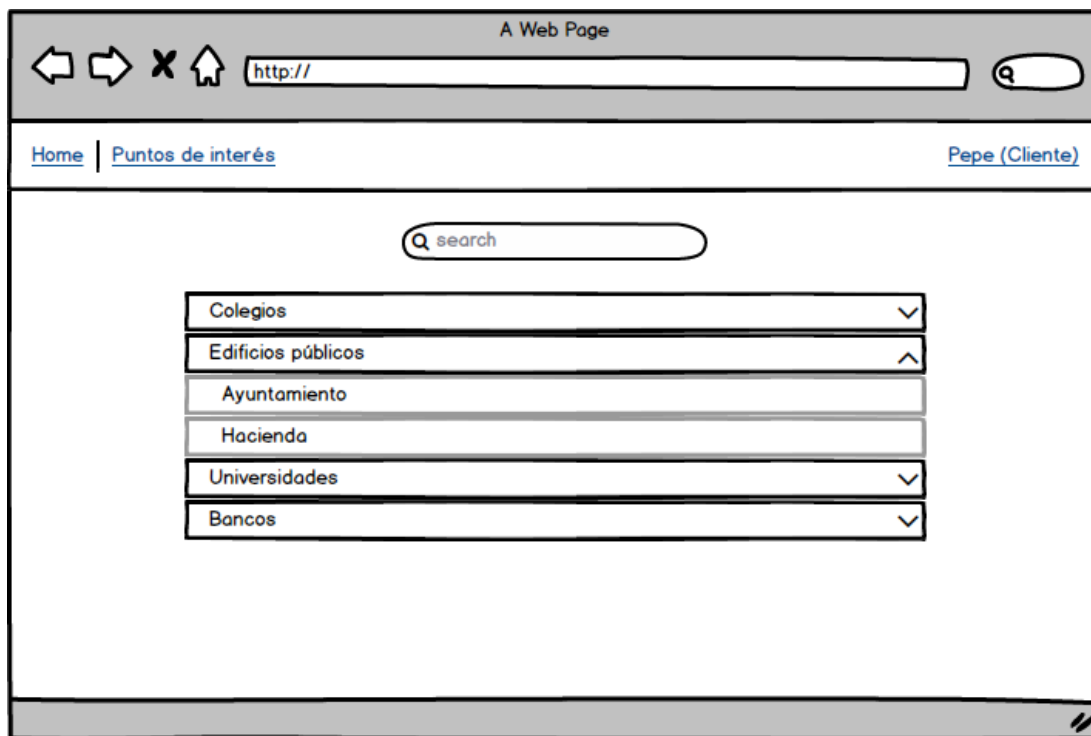 A Web Page
http://
Home Puntos de interés Pepe (Cliente)
search
Colegios
Edificios públicos
Ayuntamiento
Hacienda
Universidades
Bancos